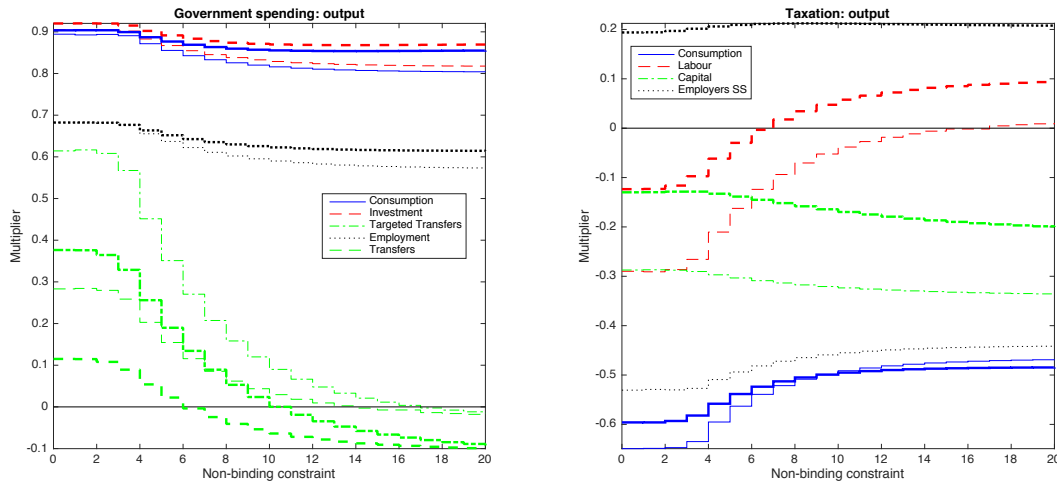 Government spending: output
Multiplier
0.9
0.8
0.7
0.6
0.5
0.4
0.3
0.2
0.1
0
-0.1
Consumption
Investment
Targeted Transfers
Employment
Transfers
0 2 4 6 8 10 12 14 16 18 20
Non-binding constraint
Taxation: output
Multiplier
0.2
0.1
0
-0.1
-0.2
-0.3
-0.4
-0.5
-0.6
Consumption
Labour
Capital
Employers SS
0 2 4 6 8 10 12 14 16 18 20
Non-binding constraint